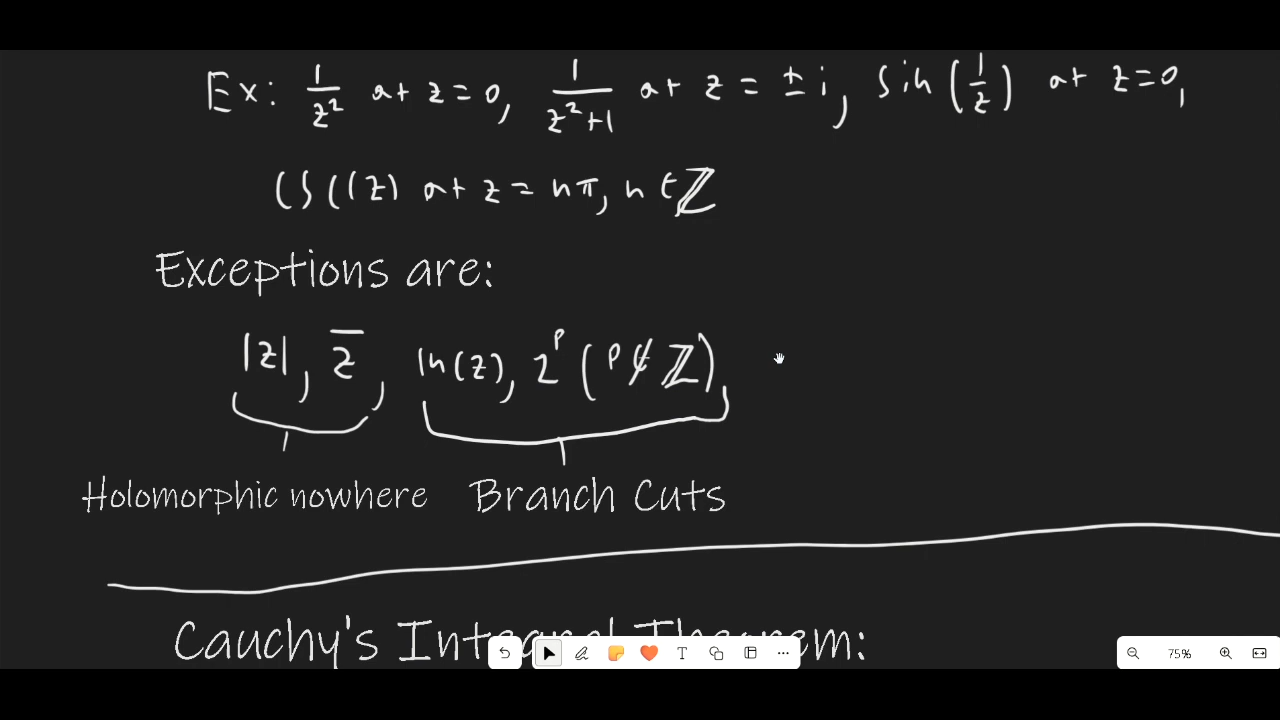 Ex: 1/z² at z=0, 1/(z²+1) at z = ±i, sin(1/z) at z=0,
csc(z) at z = nπ, n∈ℤ
Exceptions are:
|z|, z̅, ln(z), z^p (p∉ℤ),
Holomorphic nowhere Branch Cuts
Cauchy's Integral Theorem:
T
75%